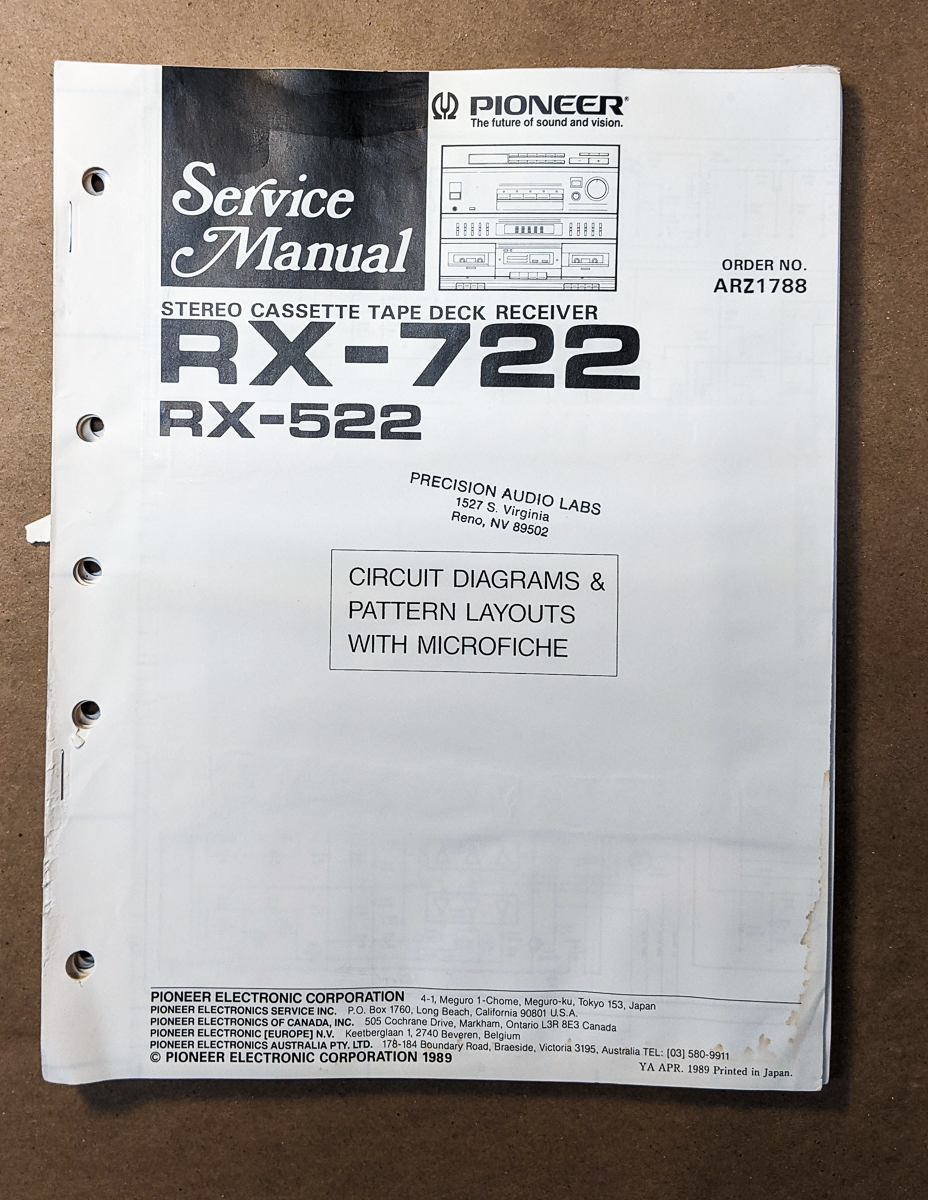 PIONEER®
The future of sound and vision.
Service
Manual
ORDER NO.
ARZ1788
STEREO CASSETTE TAPE DECK RECEIVER
RX-722
RX-522
PRECISION AUDIO LABS
1527 S. Virginia
Reno, NV 89502
CIRCUIT DIAGRAMS &
PATTERN LAYOUTS
WITH MICROFICHE
PIONEER ELECTRONIC CORPORATION 4-1, Meguro 1-Chome, Meguro-ku, Tokyo 153, Japan
PIONEER ELECTRONICS SERVICE INC. P.O. Box 1760, Long Beach, California 90801 U.S.A.
PIONEER ELECTRONICS OF CANADA, INC. 505 Cochrane Drive, Markham, Ontario L3R 8E3 Canada
PIONEER ELECTRONIC [EUROPE] N.V. Keetberglaan 1, 2740 Beveren, Belgium
PIONEER ELECTRONICS AUSTRALIA PTY. LTD. 178-184 Boundary Road, Braeside, Victoria 3195, Australia TEL: [03] 580-9911
© PIONEER ELECTRONIC CORPORATION 1989
YA APR. 1989 Printed in Japan.